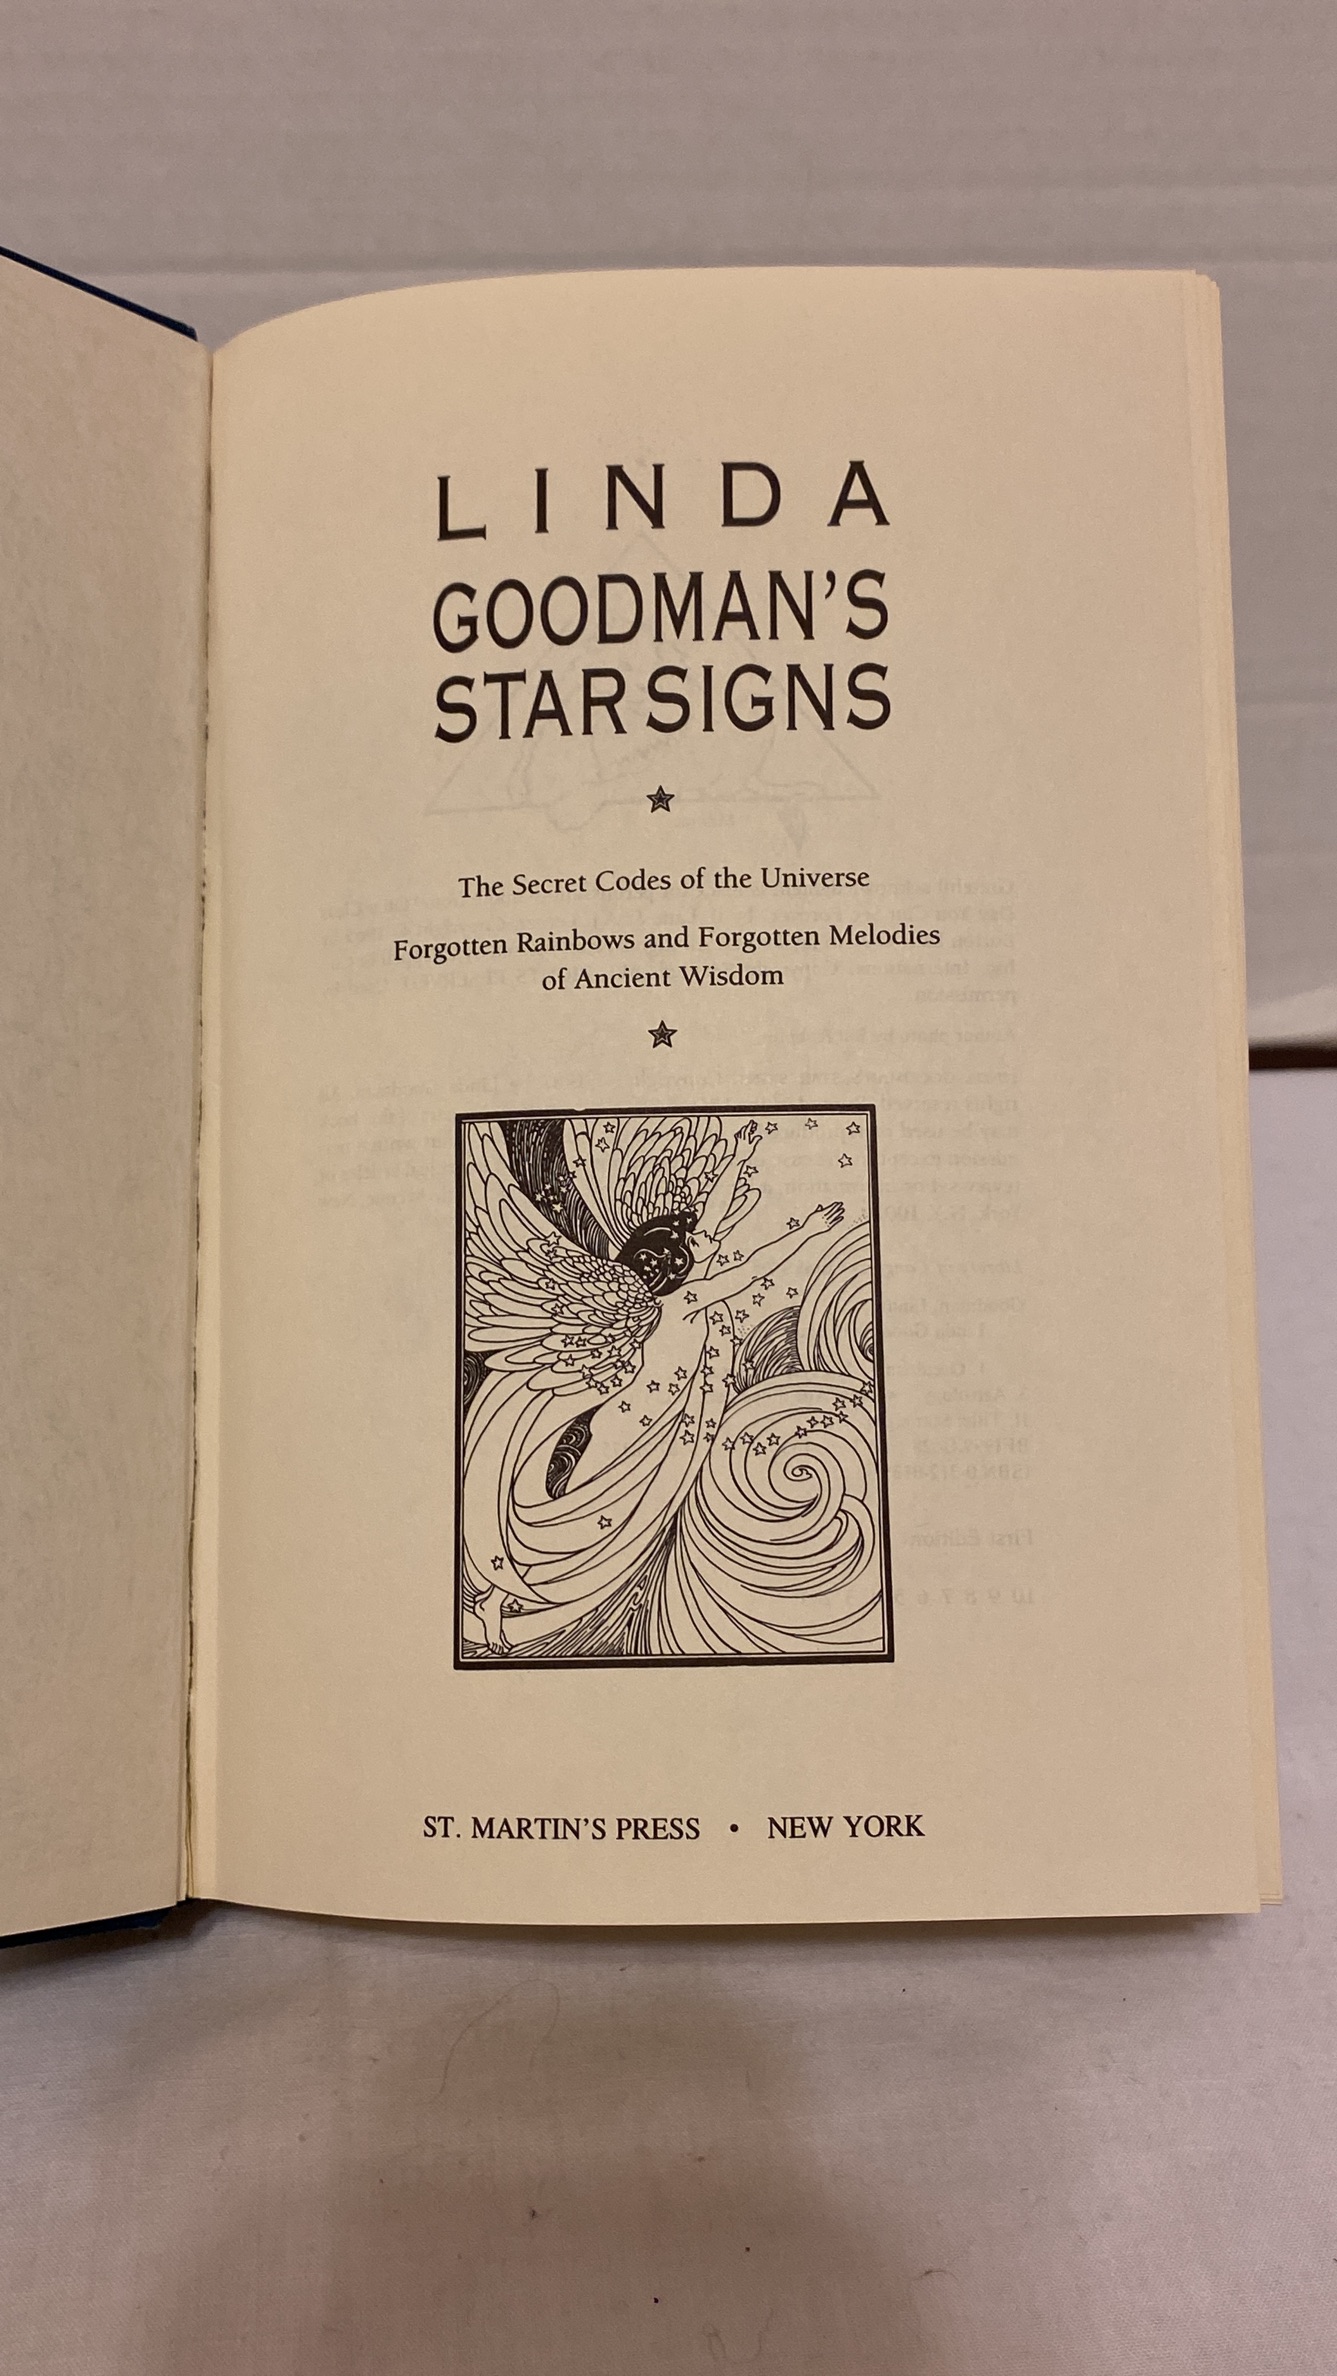 LINDA
GOODMAN'S
STAR SIGNS
The Secret Codes of the Universe
Forgotten Rainbows and Forgotten Melodies
of Ancient Wisdom
ST. MARTIN'S PRESS • NEW YORK